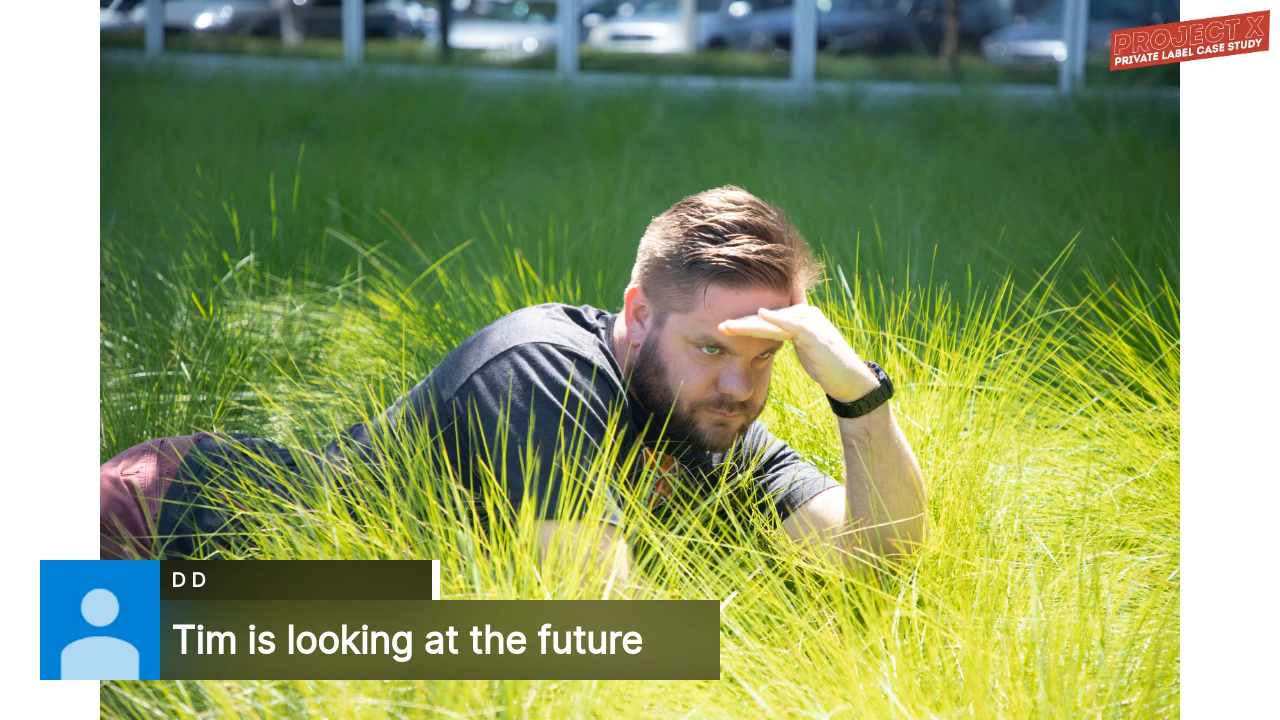 PROJECT X
PRIVATE LABEL CASE STUDY
D D
Tim is looking at the future